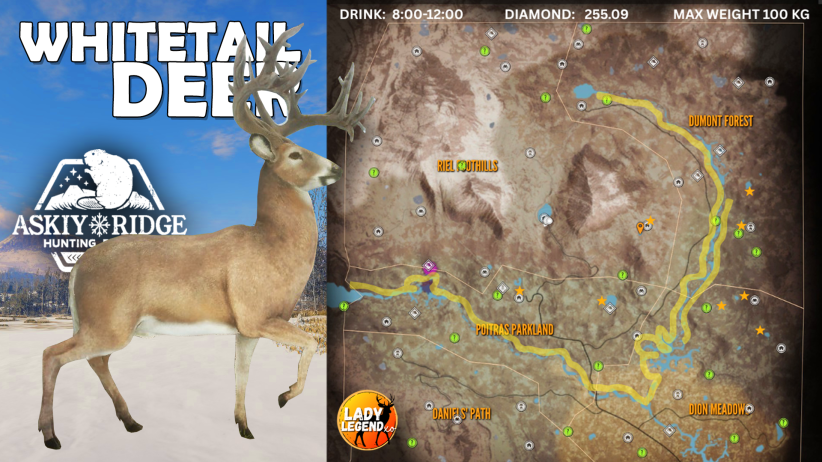 WHITETAIL
DEER
ASKIY RIDGE
HUNTING
DRINK: 8:00-12:00 DIAMOND: 255.09 MAX WEIGHT 100 KG
DUMONT FOREST
RIEL FOOTHILLS
POITRAS PARKLAND
DANIELS' PATH
DION MEADOWS
LADY
LEGEND